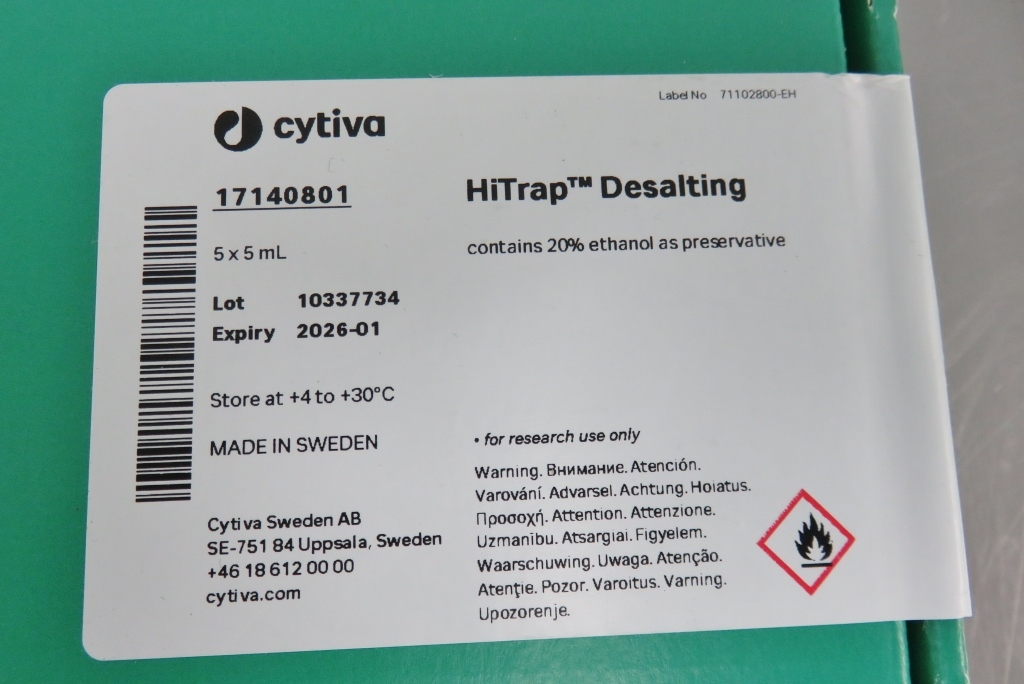 Label No 71102800-EH
cytiva
17140801
HiTrap™ Desalting
5 x 5 mL
contains 20% ethanol as preservative
Lot 10337734
Expiry 2026-01
Store at +4 to +30°C
MADE IN SWEDEN
Cytiva Sweden AB
SE-751 84 Uppsala, Sweden
+46 18 612 00 00
cytiva.com
• for research use only
Warning. Внимание. Atención.
Varování. Advarsel. Achtung. Hoiatus.
Προσοχή. Attention. Attenzione.
Uzmanību. Atsargiai. Figyelem.
Waarschuwing. Uwaga. Atenção.
Atenţie. Pozor. Varoitus. Varning.
Upozorenje.